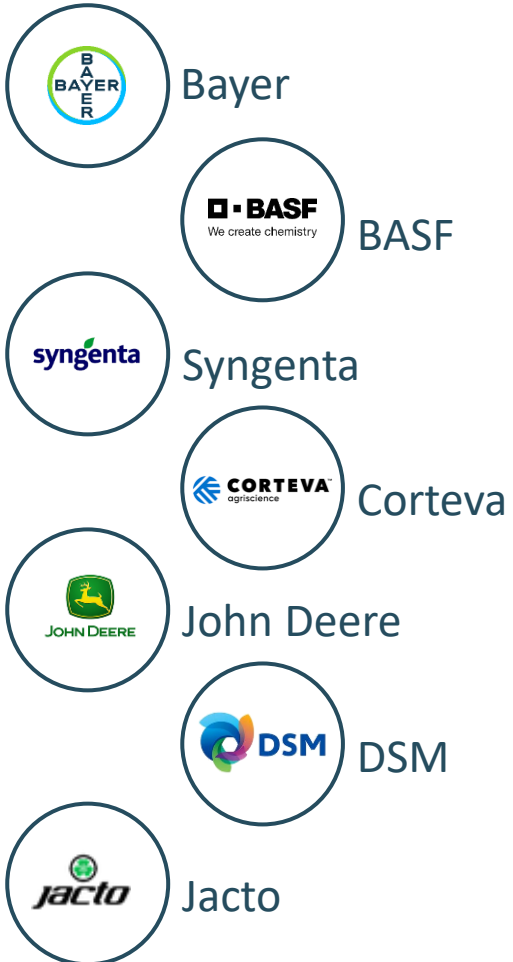 BAYER
BAYER
Bayer
BASF
We create chemistry
BASF
syngenta
Syngenta
CORTEVA™
agriscience
Corteva
JOHN DEERE
John Deere
DSM
DSM
jacto
Jacto